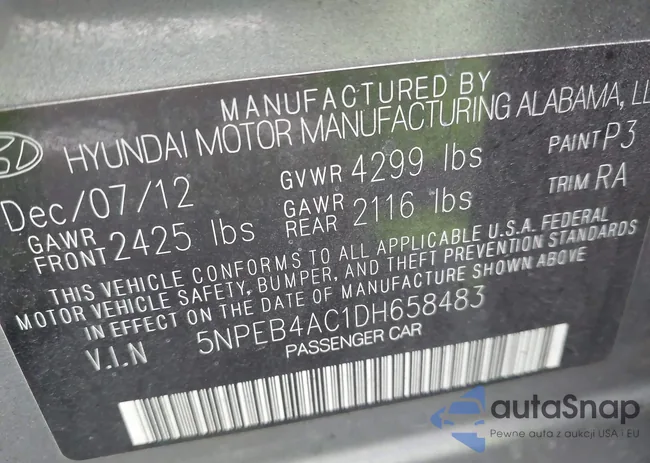 MANUFACTURED BY
HYUNDAI MOTOR MANUFACTURING ALABAMA, LL
Dec/07/12 GVWR 4299 lbs PAINT P3
GAWR FRONT 2425 lbs GAWR REAR 2116 lbs TRIM RA
THIS VEHICLE CONFORMS TO ALL APPLICABLE U.S.A. FEDERAL
MOTOR VEHICLE SAFETY, BUMPER, AND THEFT PREVENTION STANDARDS
IN EFFECT ON THE DATE OF MANUFACTURE SHOWN ABOVE
V.I.N 5NPEB4AC1DH658483
PASSENGER CAR
autaSnap
Pewne auta z aukcji USA i EU